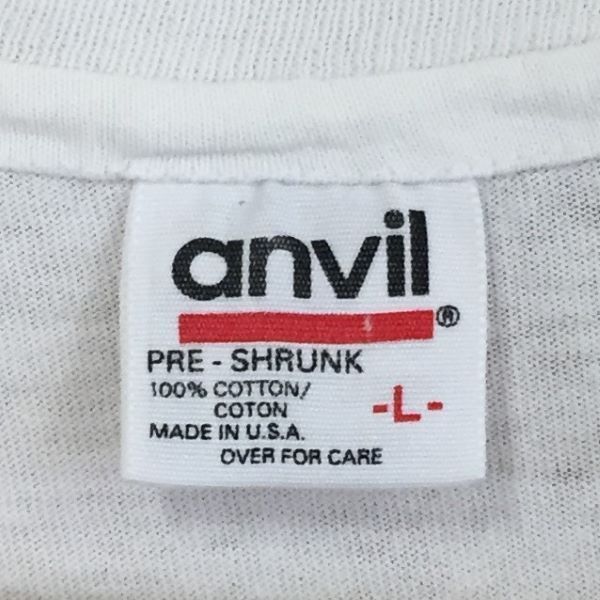 anvil®
PRE - SHRUNK
100% COTTON/
COTON
-L-
MADE IN U.S.A.
OVER FOR CARE